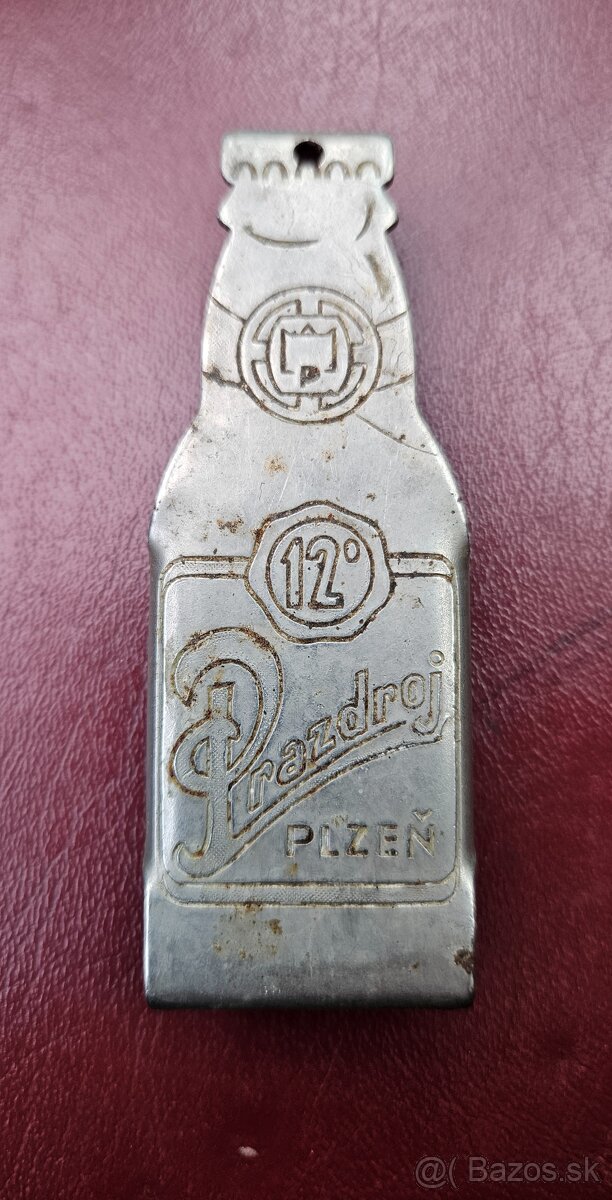 P
12°
Prazdroj
PLZEŇ
@( Bazos.sk